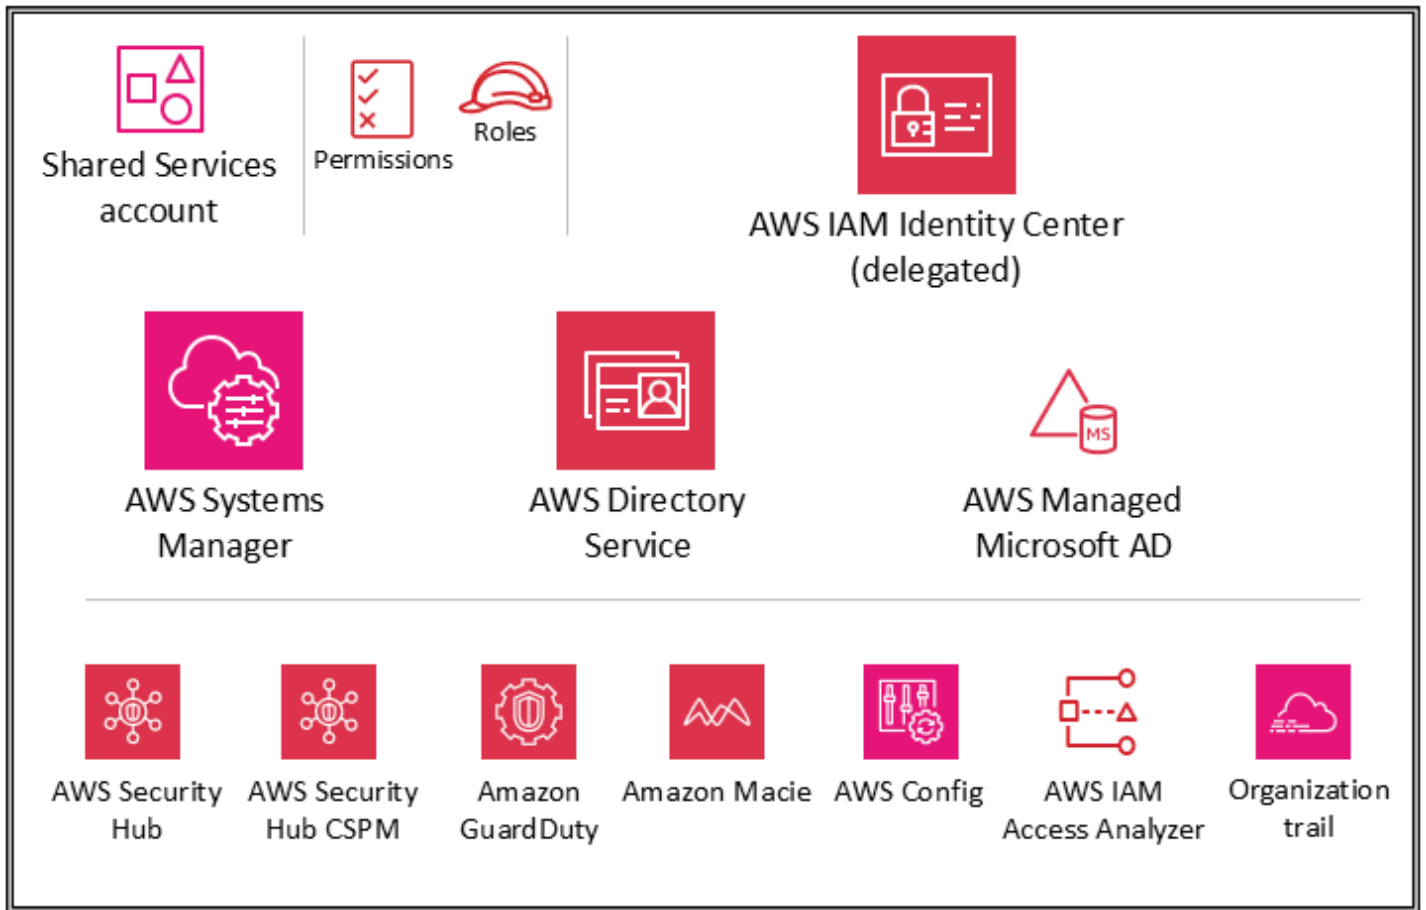 Shared Services
account
Permissions
Roles
AWS IAM Identity Center
(delegated)
AWS Systems
Manager
AWS Directory
Service
MS
AWS Managed
Microsoft AD
AWS Security
Hub
AWS Security
Hub CSPM
Amazon
GuardDuty
Amazon Macie
AWS Config
AWS IAM
Access Analyzer
Organization
trail